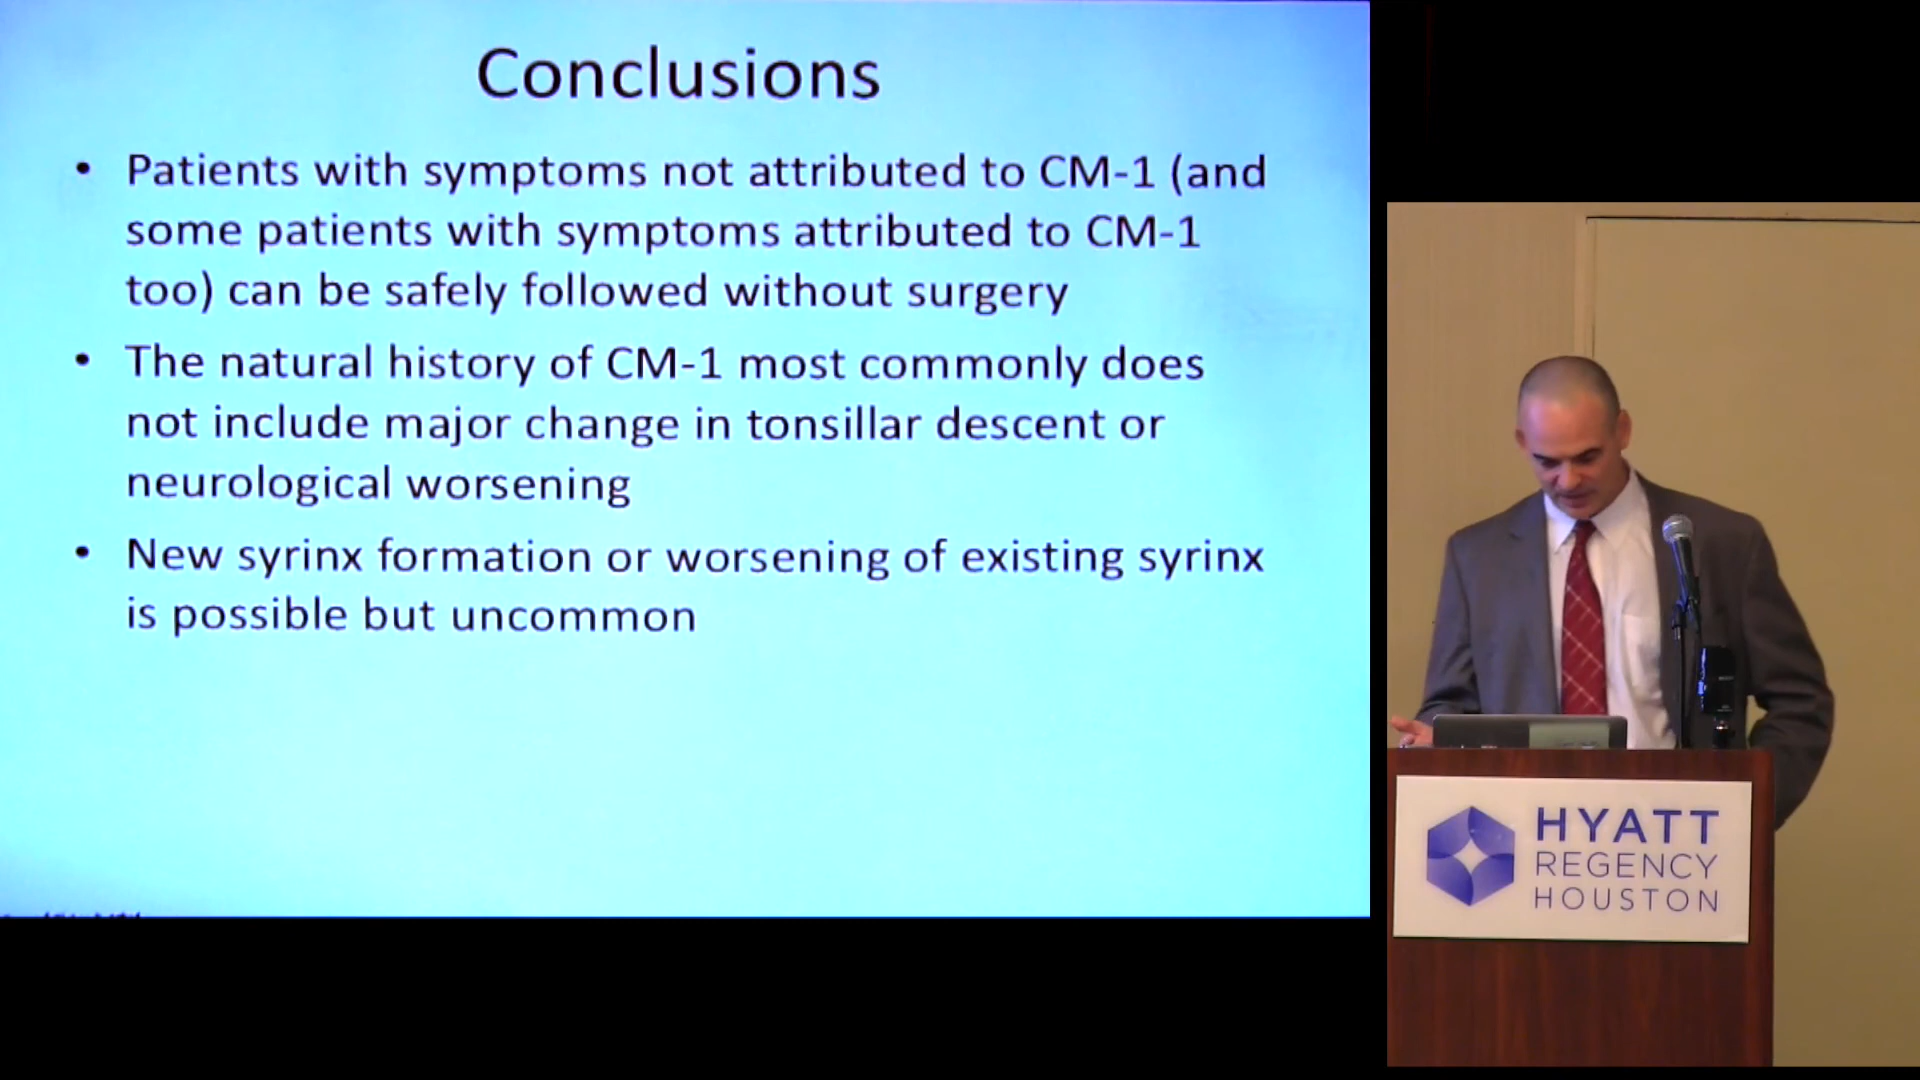 Conclusions
• Patients with symptoms not attributed to CM-1 (and
some patients with symptoms attributed to CM-1
too) can be safely followed without surgery
• The natural history of CM-1 most commonly does
not include major change in tonsillar descent or
neurological worsening
• New syrinx formation or worsening of existing syrinx
is possible but uncommon
HYATT
REGENCY
HOUSTON